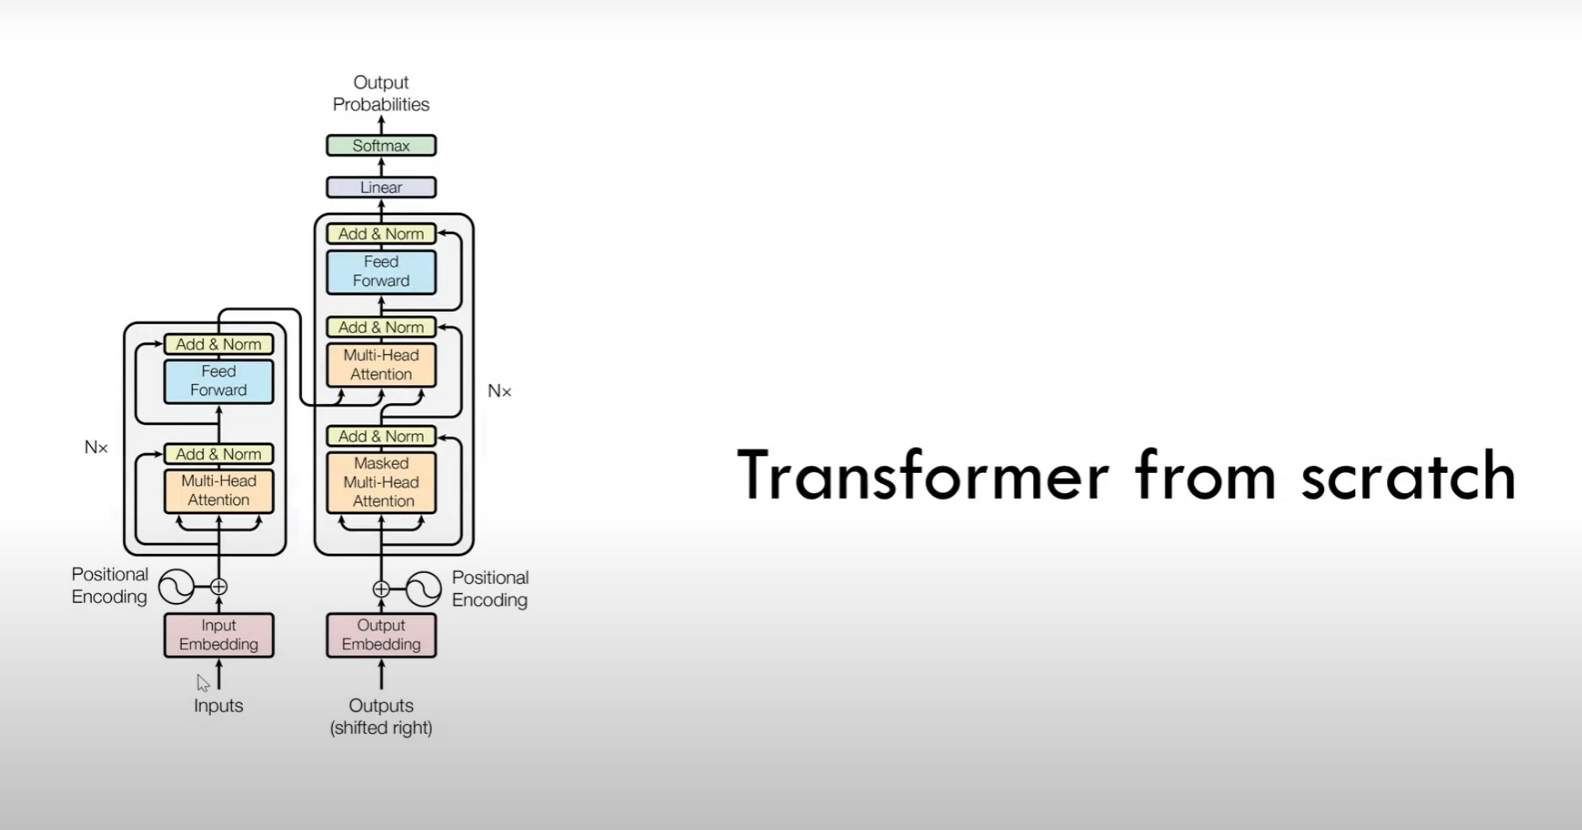 Output
Probabilities
Softmax
Linear
Add & Norm
Feed
Forward
Add & Norm
Multi-Head
Attention
Nx
Add & Norm
Masked
Multi-Head
Attention
Add & Norm
Feed
Forward
Nx
Add & Norm
Multi-Head
Attention
Positional
Encoding
Positional
Encoding
Input
Embedding
Output
Embedding
Inputs
Outputs
(shifted right)
Transformer from scratch